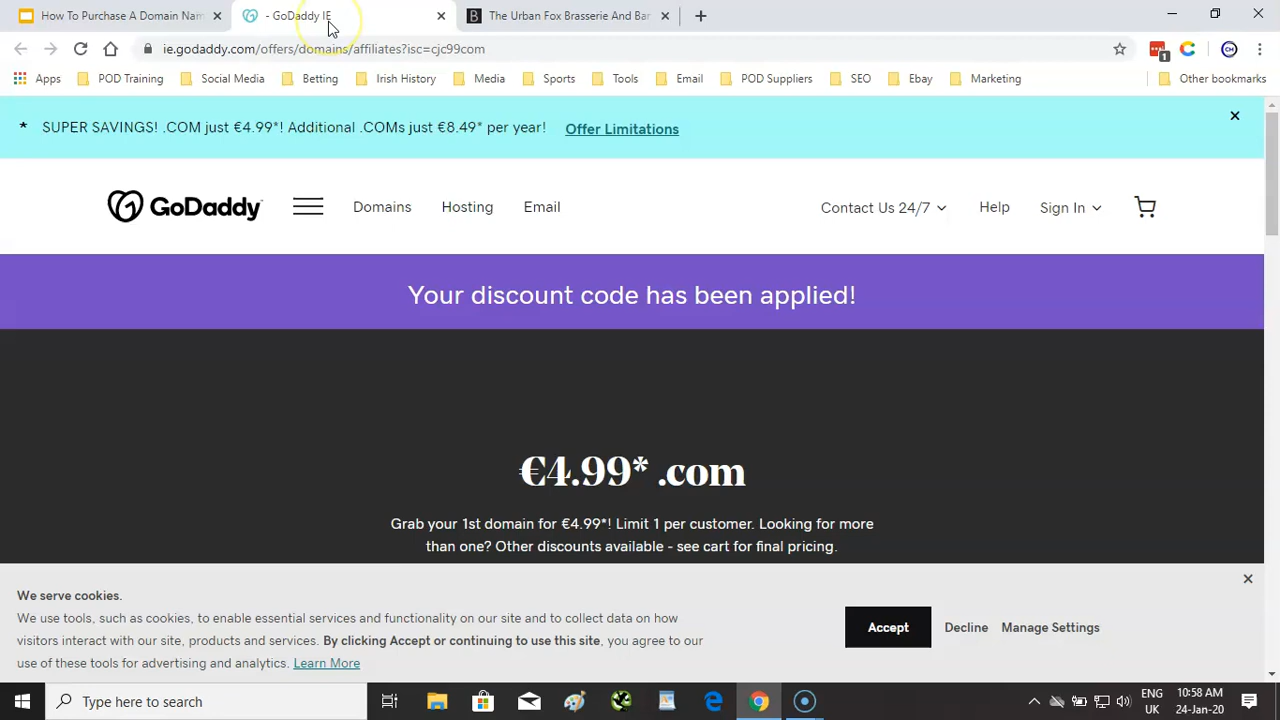 How To Purchase A Domain Nam
- GoDaddy IE
The Urban Fox Brasserie And Bar
ie.godaddy.com/offers/domains/affiliates?isc=cjc99com
1
CH
Apps
POD Training
Social Media
Betting
Irish History
Media
Sports
Tools
Email
POD Suppliers
SEO
Ebay
Marketing
Other bookmarks
* SUPER SAVINGS! .COM just €4.99*! Additional .COMs just €8.49* per year! Offer Limitations
GoDaddy
Domains
Hosting
Email
Contact Us 24/7
Help
Sign In
Your discount code has been applied!
€4.99* .com
Grab your 1st domain for €4.99*! Limit 1 per customer. Looking for more
than one? Other discounts available - see cart for final pricing.
We serve cookies.
We use tools, such as cookies, to enable essential services and functionality on our site and to collect data on how
visitors interact with our site, products and services. By clicking Accept or continuing to use this site, you agree to our
use of these tools for advertising and analytics. Learn More
Accept
Decline
Manage Settings
Type here to search
ENG
UK
10:58 AM
24-Jan-20